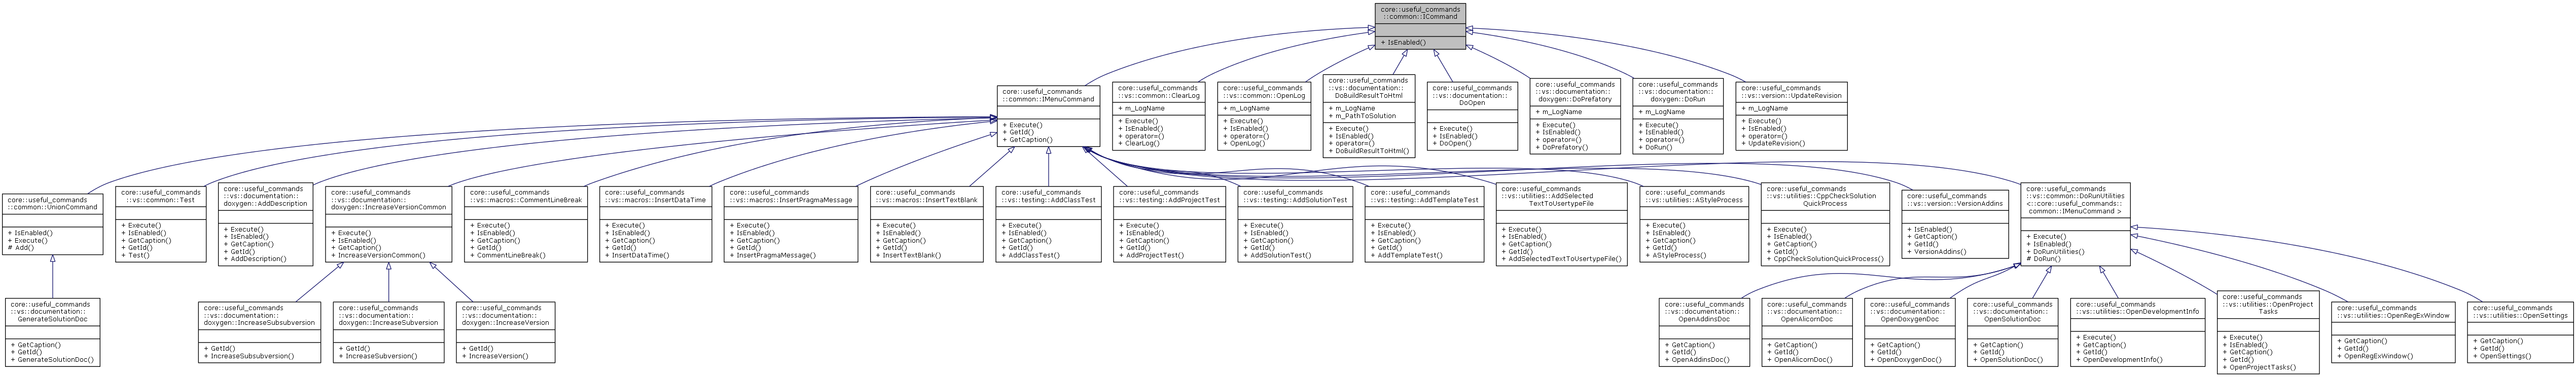 core::useful_commands
::common::ICommand
+ IsEnabled()
core::useful_commands
::common::IMenuCommand
+ Execute()
+ GetId()
+ GetCaption()
core::useful_commands
::vs::common::ClearLog
+ m_LogName
+ Execute()
+ IsEnabled()
+ operator=()
+ ClearLog()
core::useful_commands
::vs::common::OpenLog
+ m_LogName
+ Execute()
+ IsEnabled()
+ operator=()
+ OpenLog()
core::useful_commands
::vs::documentation::
DoBuildResultToHtml
+ m_LogName
+ m_PathToSolution
+ Execute()
+ IsEnabled()
+ operator=()
+ DoBuildResultToHtml()
core::useful_commands
::vs::documentation::
DoOpen
+ Execute()
+ IsEnabled()
+ DoOpen()
core::useful_commands
::vs::documentation::
doxygen::DoPrefatory
+ m_LogName
+ Execute()
+ IsEnabled()
+ operator=()
+ DoPrefatory()
core::useful_commands
::vs::documentation::
doxygen::DoRun
+ m_LogName
+ Execute()
+ IsEnabled()
+ operator=()
+ DoRun()
core::useful_commands
::vs::version::UpdateRevision
+ m_LogName
+ Execute()
+ IsEnabled()
+ operator=()
+ UpdateRevision()
core::useful_commands
::common::UnionCommand
+ IsEnabled()
+ Execute()
# Add()
core::useful_commands
::vs::common::Test
+ Execute()
+ IsEnabled()
+ GetCaption()
+ GetId()
+ Test()
core::useful_commands
::vs::documentation::
doxygen::AddDescription
+ Execute()
+ IsEnabled()
+ GetCaption()
+ GetId()
+ AddDescription()
core::useful_commands
::vs::documentation::
doxygen::IncreaseVersionCommon
+ Execute()
+ IsEnabled()
+ GetCaption()
+ IncreaseVersionCommon()
core::useful_commands
::vs::macros::CommentLineBreak
+ Execute()
+ IsEnabled()
+ GetCaption()
+ GetId()
+ CommentLineBreak()
core::useful_commands
::vs::macros::InsertDataTime
+ Execute()
+ IsEnabled()
+ GetCaption()
+ GetId()
+ InsertDataTime()
core::useful_commands
::vs::macros::InsertPragmaMessage
+ Execute()
+ IsEnabled()
+ GetCaption()
+ GetId()
+ InsertPragmaMessage()
core::useful_commands
::vs::macros::InsertTextBlank
+ Execute()
+ IsEnabled()
+ GetCaption()
+ GetId()
+ InsertTextBlank()
core::useful_commands
::vs::testing::AddClassTest
+ Execute()
+ IsEnabled()
+ GetCaption()
+ GetId()
+ AddClassTest()
core::useful_commands
::vs::testing::AddProjectTest
+ Execute()
+ IsEnabled()
+ GetCaption()
+ GetId()
+ AddProjectTest()
core::useful_commands
::vs::testing::AddSolutionTest
+ Execute()
+ IsEnabled()
+ GetCaption()
+ GetId()
+ AddSolutionTest()
core::useful_commands
::vs::testing::AddTemplateTest
+ Execute()
+ IsEnabled()
+ GetCaption()
+ GetId()
+ AddTemplateTest()
core::useful_commands
::vs::utilities::AddSelected
TextToUsertypeFile
+ Execute()
+ IsEnabled()
+ GetCaption()
+ GetId()
+ AddSelectedTextToUsertypeFile()
core::useful_commands
::vs::utilities::AStyleProcess
+ Execute()
+ IsEnabled()
+ GetCaption()
+ GetId()
+ AStyleProcess()
core::useful_commands
::vs::utilities::CppCheckSolution
QuickProcess
+ Execute()
+ IsEnabled()
+ GetCaption()
+ GetId()
+ CppCheckSolutionQuickProcess()
core::useful_commands
::vs::version::VersionAddins
+ IsEnabled()
+ GetCaption()
+ GetId()
+ VersionAddins()
core::useful_commands
::vs::common::DoRunUtilities
< ::core::useful_commands::
common::IMenuCommand >
+ Execute()
+ IsEnabled()
+ DoRunUtilities()
# DoRun()
core::useful_commands
::vs::documentation::
GenerateSolutionDoc
+ GetCaption()
+ GetId()
+ GenerateSolutionDoc()
core::useful_commands
::vs::documentation::
doxygen::IncreaseSubsubversion
+ GetId()
+ IncreaseSubsubversion()
core::useful_commands
::vs::documentation::
doxygen::IncreaseSubversion
+ GetId()
+ IncreaseSubversion()
core::useful_commands
::vs::documentation::
doxygen::IncreaseVersion
+ GetId()
+ IncreaseVersion()
core::useful_commands
::vs::documentation::
OpenAddinsDoc
+ GetCaption()
+ GetId()
+ OpenAddinsDoc()
core::useful_commands
::vs::documentation::
OpenAlicornDoc
+ GetCaption()
+ GetId()
+ OpenAlicornDoc()
core::useful_commands
::vs::documentation::
OpenDoxygenDoc
+ GetCaption()
+ GetId()
+ OpenDoxygenDoc()
core::useful_commands
::vs::documentation::
OpenSolutionDoc
+ GetCaption()
+ GetId()
+ OpenSolutionDoc()
core::useful_commands
::vs::utilities::OpenDevelopmentInfo
+ Execute()
+ GetCaption()
+ GetId()
+ OpenDevelopmentInfo()
core::useful_commands
::vs::utilities::OpenProject
Tasks
+ Execute()
+ IsEnabled()
+ GetCaption()
+ GetId()
+ OpenProjectTasks()
core::useful_commands
::vs::utilities::OpenRegExWindow
+ GetCaption()
+ GetId()
+ OpenRegExWindow()
core::useful_commands
::vs::utilities::OpenSettings
+ GetCaption()
+ GetId()
+ OpenSettings()